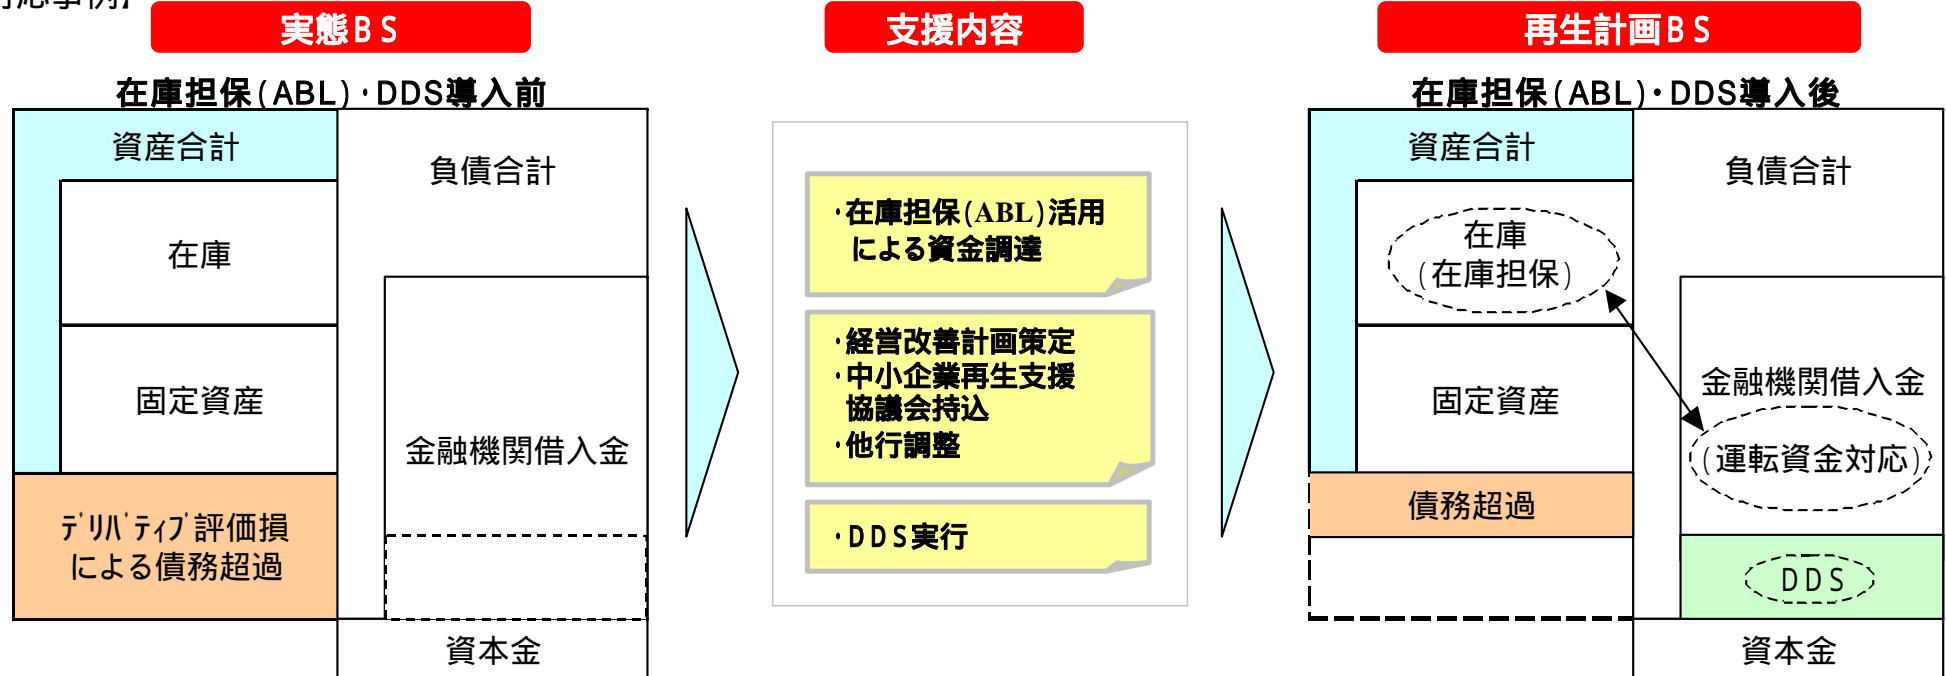 対応事例】
実態BS
支援内容
再生計画BS
在庫担保(ABL)・DDS導入前
資産合計
負債合計
在庫
固定資産
金融機関借入金
ﾃﾞﾘﾊﾞﾃｨﾌﾞ評価損
による債務超過
資本金
・在庫担保(ABL)活用
による資金調達
・経営改善計画策定
・中小企業再生支援
協議会持込
・他行調整
・DDS実行
在庫担保(ABL)・DDS導入後
資産合計
負債合計
在庫
(在庫担保)
固定資産
金融機関借入金
(運転資金対応)
債務超過
DDS
資本金